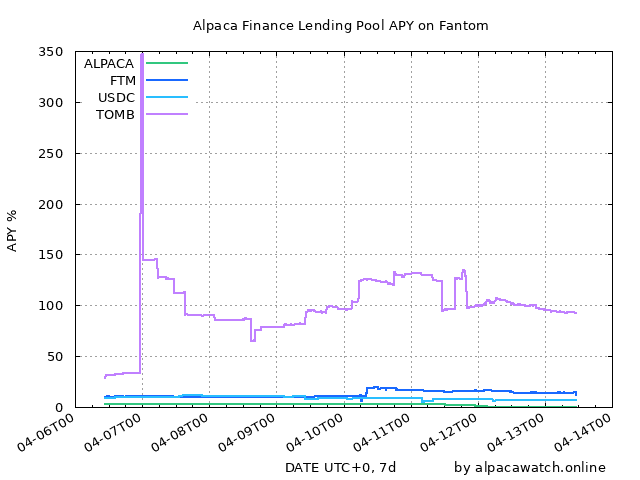 Alpaca Finance Lending Pool APY on Fantom
350
300
250
200
150
100
50
0
APY %
ALPACA
FTM
USDC
TOMB
04-06T00
04-07T00
04-08T00
04-09T00
04-10T00
04-11T00
04-12T00
04-13T00
04-14T00
DATE UTC+0, 7d
by alpacawatch.online